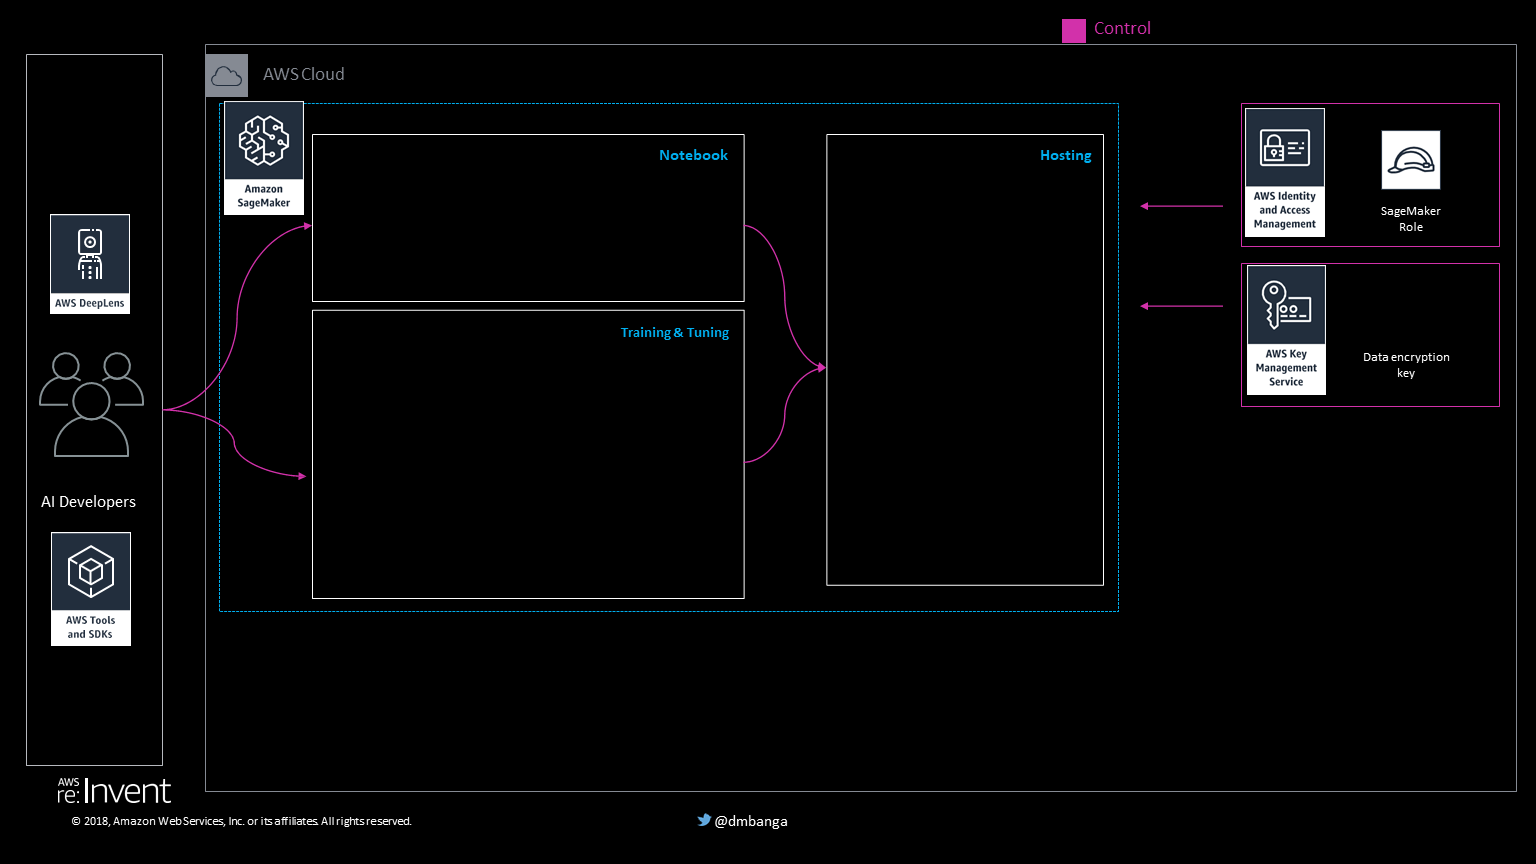 Control
AWS Cloud
Amazon
SageMaker
Notebook
Hosting
AWS Identity
and Access
Management
SageMaker
Role
AWS DeepLens
Training & Tuning
AWS Key
Management
Service
Data encryption
key
AI Developers
AWS Tools
and SDKs
AWS
re:Invent
© 2018, Amazon Web Services, Inc. or its affiliates. All rights reserved.
@dmbanga